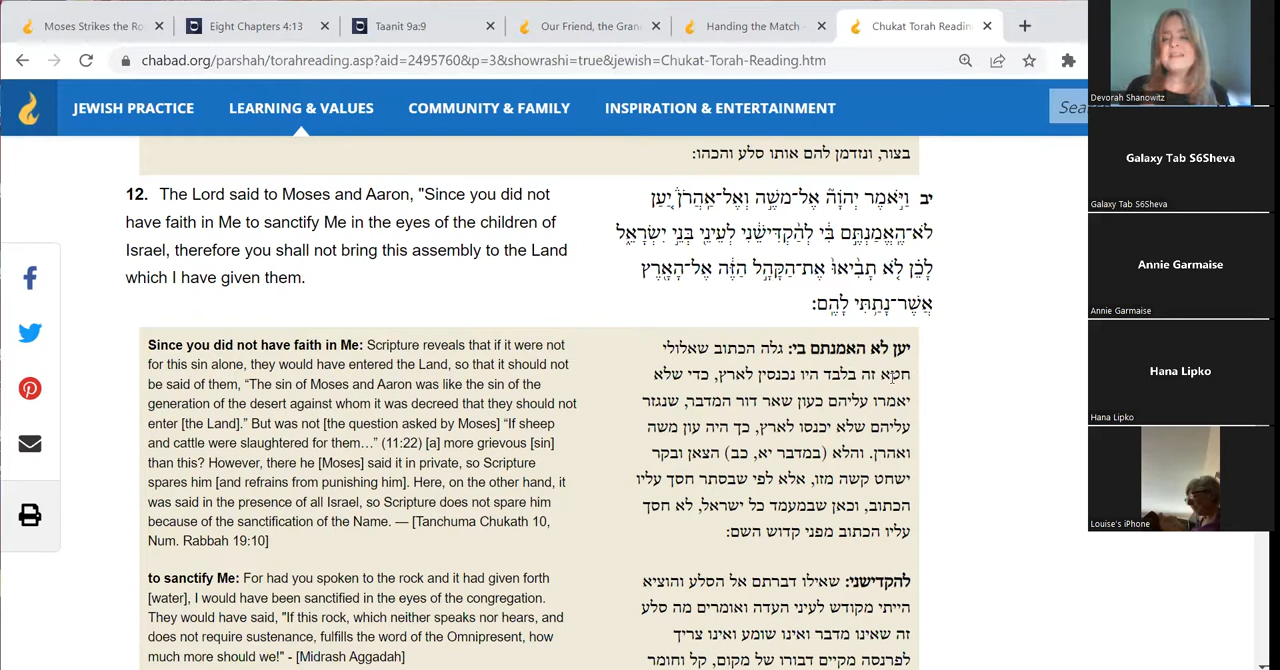 Moses Strikes the Ro
Eight Chapters 4:13
Taanit 9a:9
Our Friend, the Gran
Handing the Match -
Chukat Torah Readin
chabad.org/parshah/torahreading.asp?aid=2495760&p=3&showrashi=true&jewish=Chukat-Torah-Reading.htm
JEWISH PRACTICE
LEARNING & VALUES
COMMUNITY & FAMILY
INSPIRATION & ENTERTAINMENT
Sea
בצור, ונזדמן להם אותו סלע והכהו:
12. The Lord said to Moses and Aaron, "Since you did not
have faith in Me to sanctify Me in the eyes of the children of
Israel, therefore you shall not bring this assembly to the Land
which I have given them.
יב וַיֹּ֣אמֶר יְהֹוָה֮ אֶל־משֶׁ֣ה וְאֶל־אַֽהֲרֹן֒ יַ֚עַן
לֹא־הֶֽאֱמַנְתֶּ֣ם בִּ֔י לְהַ֨קְדִּישֵׁ֔נִי לְעֵינֵ֖י בְּנֵ֣י יִשְׂרָאֵ֑ל
לָכֵ֗ן לֹ֤א תָבִ֨יאוּ֙ אֶת־הַקָּהָ֣ל הַזֶּ֔ה אֶל־הָאָ֖רֶץ
אֲשֶׁר־נָתַ֥תִּי לָהֶֽם:
Since you did not have faith in Me: Scripture reveals that if it were not
for this sin alone, they would have entered the Land, so that it should not
be said of them, “The sin of Moses and Aaron was like the sin of the
generation of the desert against whom it was decreed that they should not
enter [the Land].” But was not [the question asked by Moses] “If sheep
and cattle were slaughtered for them…” (11:22) [a] more grievous [sin]
than this? However, there he [Moses] said it in private, so Scripture
spares him [and refrains from punishing him]. Here, on the other hand, it
was said in the presence of all Israel, so Scripture does not spare him
because of the sanctification of the Name. — [Tanchuma Chukath 10,
Num. Rabbah 19:10]
יען לא האמנתם בי: גלה הכתוב שאלולי
חטא זה בלבד היו נכנסין לארץ, כדי שלא
יאמרו עליהם כעון שאר דור המדבר, שנגזר
עליהם שלא יכנסו לארץ, כך היה עון משה
ואהרן. והלא (במדבר יא, כב) הצאן ובקר
ישחט קשה מזו, אלא לפי שבסתר חסך עליו
הכתוב, וכאן שבמעמד כל ישראל, לא חסך
עליו הכתוב מפני קדוש השם:
to sanctify Me: For had you spoken to the rock and it had given forth
[water], I would have been sanctified in the eyes of the congregation.
They would have said, "If this rock, which neither speaks nor hears, and
does not require sustenance, fulfills the word of the Omnipresent, how
much more should we!" - [Midrash Aggadah]
להקדישני: שאילו דברתם אל הסלע והוציא
הייתי מקודש לעיני העדה ואומרים מה סלע
זה שאינו מדבר ואינו שומע ואינו צריך
לפרנסה מקיים דבורו של מקום, קל וחומר
Devorah Shanowitz
Galaxy Tab S6Sheva
Galaxy Tab S6Sheva
Annie Garmaise
Annie Garmaise
Hana Lipko
Hana Lipko
Louise's iPhone